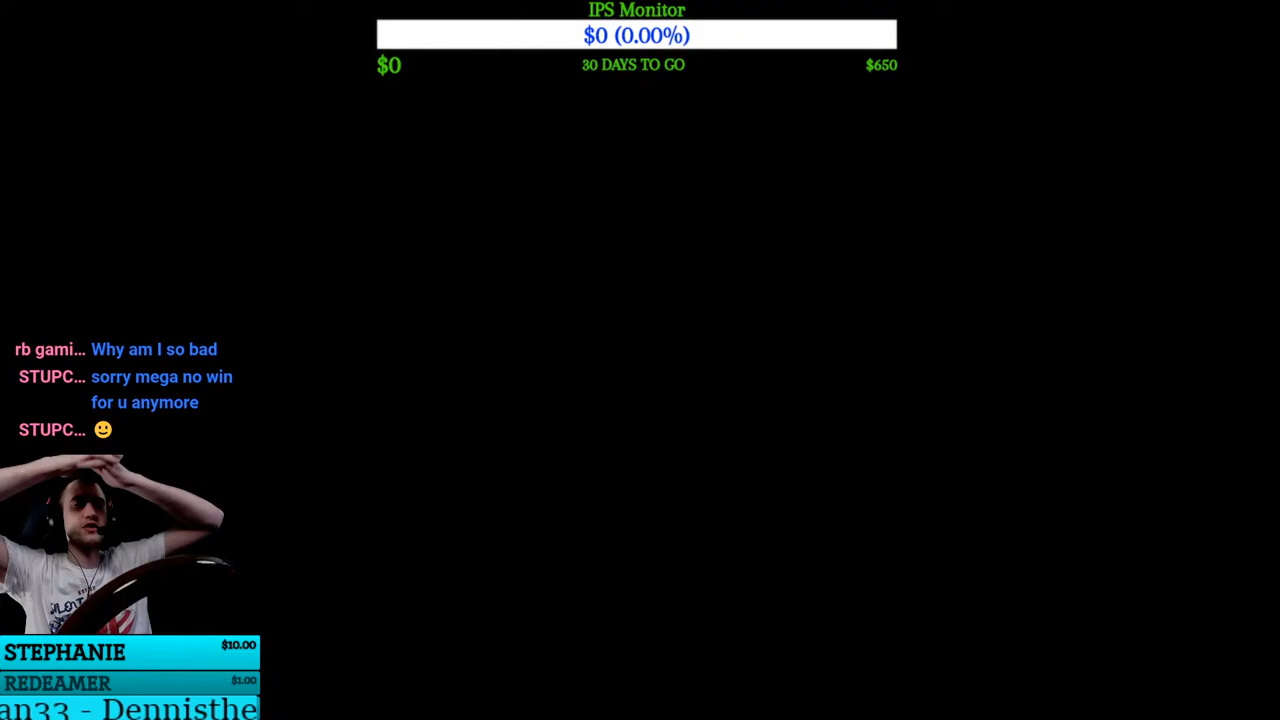 IPS Monitor
$0 (0.00%)
$0 30 DAYS TO GO $650
rb gami... Why am I so bad
STUPC... sorry mega no win
for u anymore
STUPC... 🙂
STEPHANIE $10.00
REDEAMER $1.00
an33 - Dennisthe